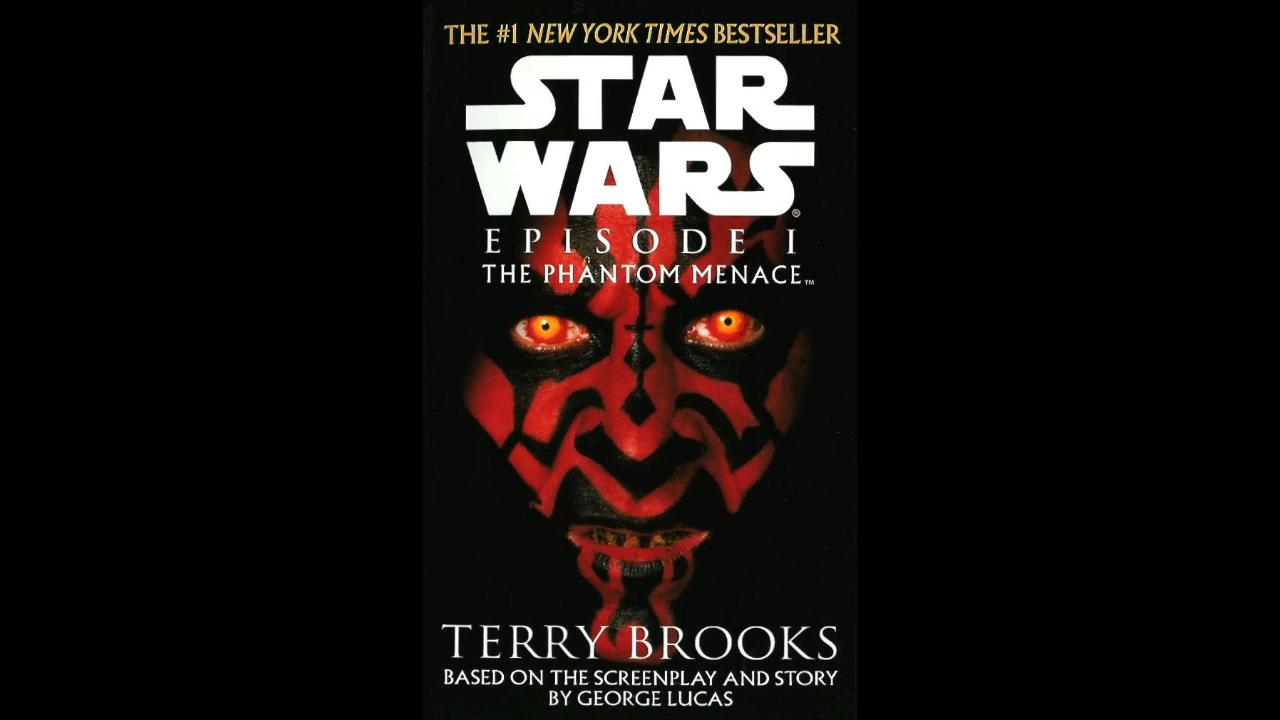 THE #1 NEW YORK TIMES BESTSELLER
STAR
WARS®
EPISODE I
THE PHANTOM MENACE™
TERRY BROOKS
BASED ON THE SCREENPLAY AND STORY
BY GEORGE LUCAS